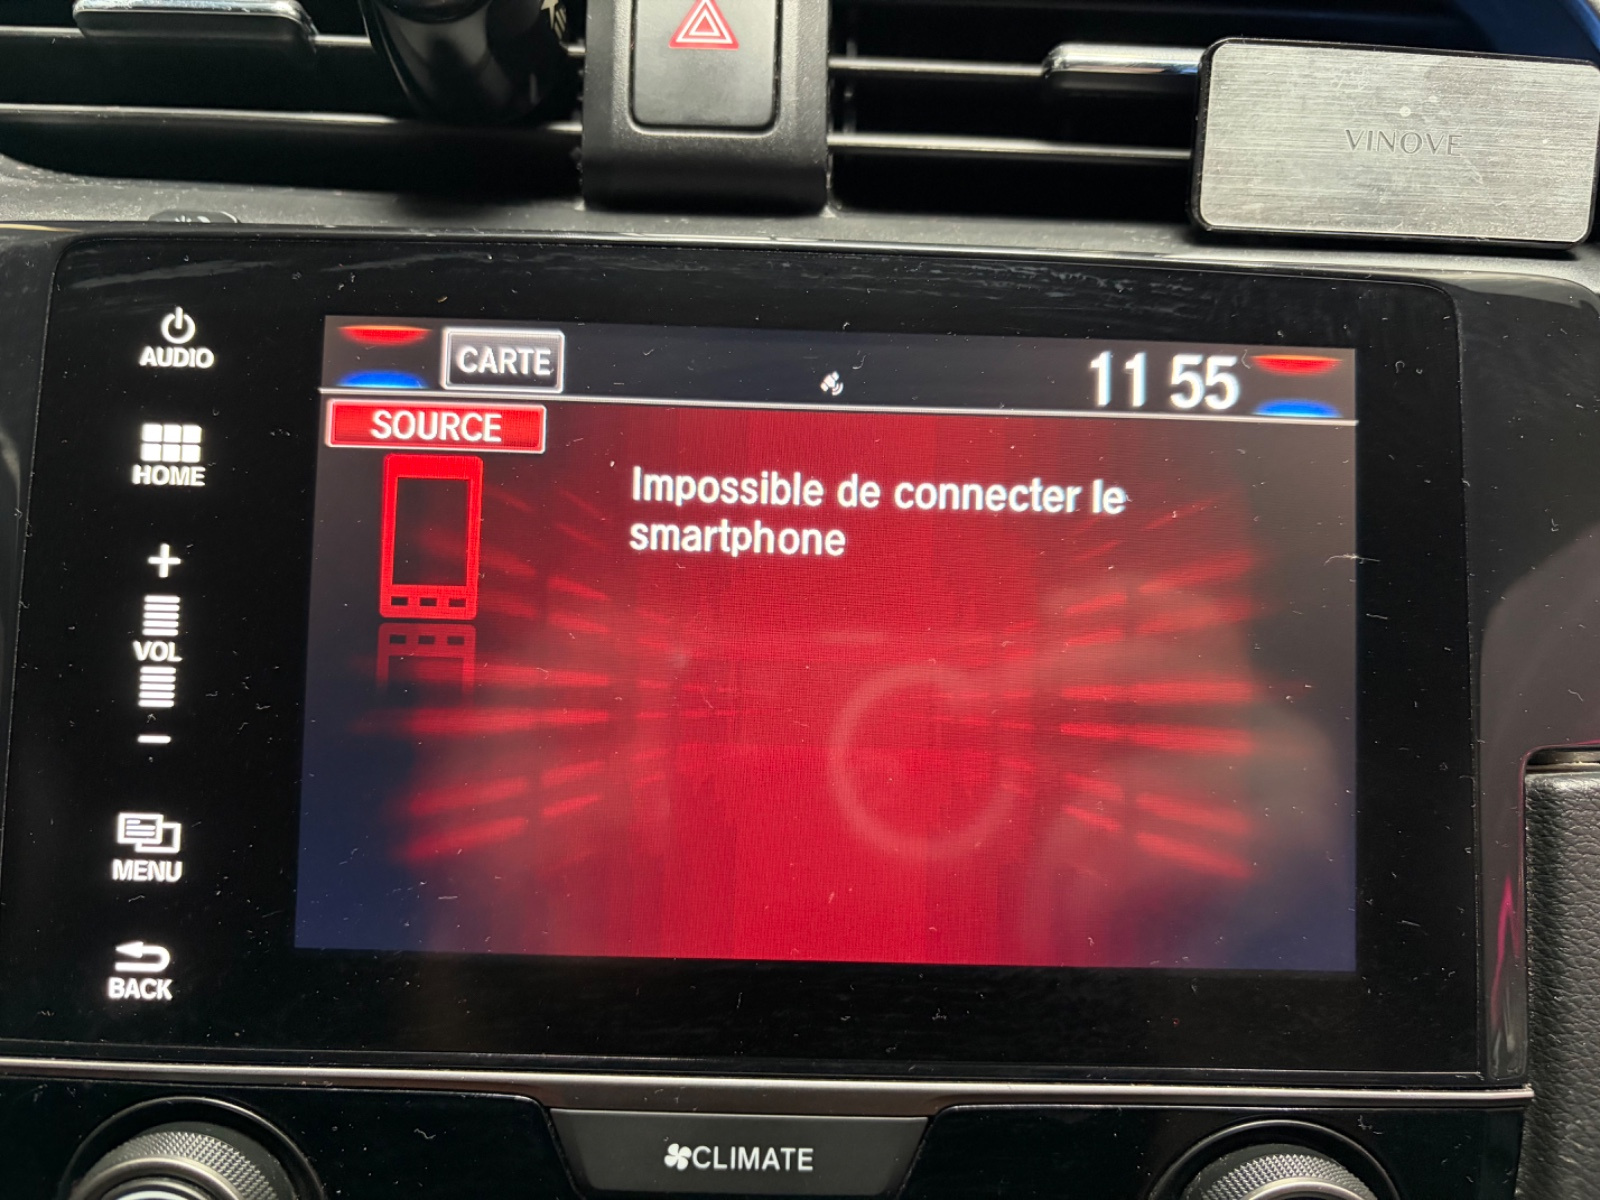 VINOVE
AUDIO
CARTE
11 55
SOURCE
HOME
Impossible de connecter le
smartphone
+
VOL
−
MENU
BACK
CLIMATE